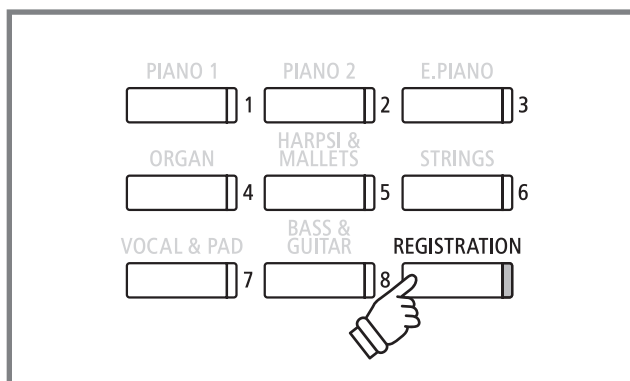 PIANO 1 PIANO 2 E.PIANO
1 2 3
ORGAN HARPSI & MALLETS STRINGS
4 5 6
VOCAL & PAD BASS & GUITAR REGISTRATION
7 8